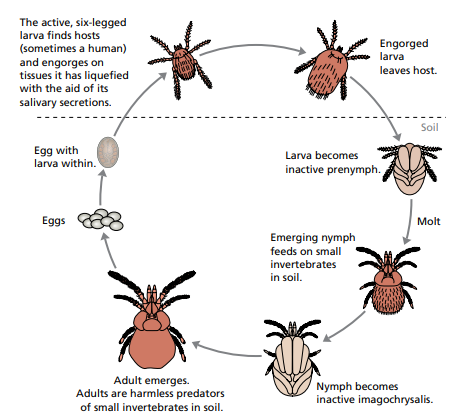 The active, six-legged
larva finds hosts
(sometimes a human)
and engorges on
tissues it has liquefied
with the aid of its
salivary secretions.
Engorged
larva
leaves host.
Soil
Egg with
larva within.
Larva becomes
inactive prenymph.
Eggs
Molt
Emerging nymph
feeds on small
invertebrates
in soil.
Adult emerges.
Adults are harmless predators
of small invertebrates in soil.
Nymph becomes
inactive imagochrysalis.